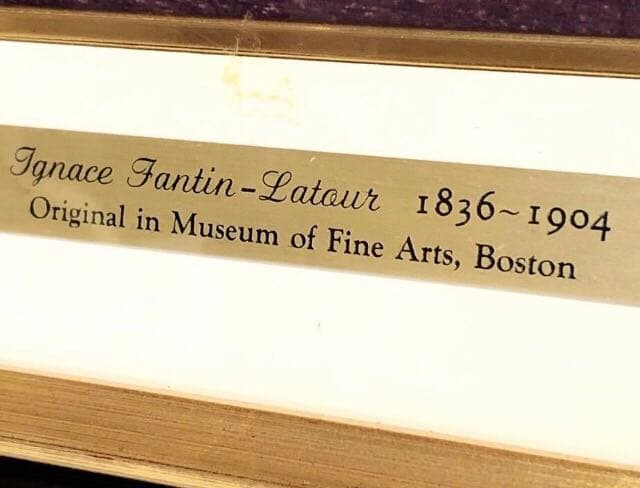 Ignace Fantin-Latour 1836~1904
Original in Museum of Fine Arts, Boston